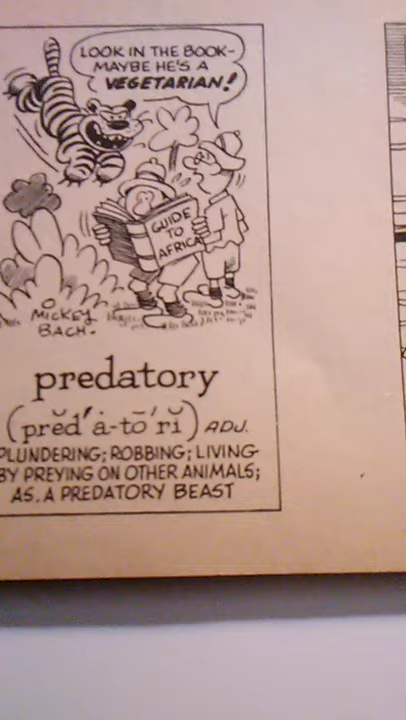 LOOK IN THE BOOK-
MAYBE HE'S A
VEGETARIAN!
GUIDE
TO
AFRICA
MICKEY
BACH.
predatory
(prĕd′ȧ-tō′rĭ) ADJ.
PLUNDERING; ROBBING; LIVING
BY PREYING ON OTHER ANIMALS;
AS, A PREDATORY BEAST